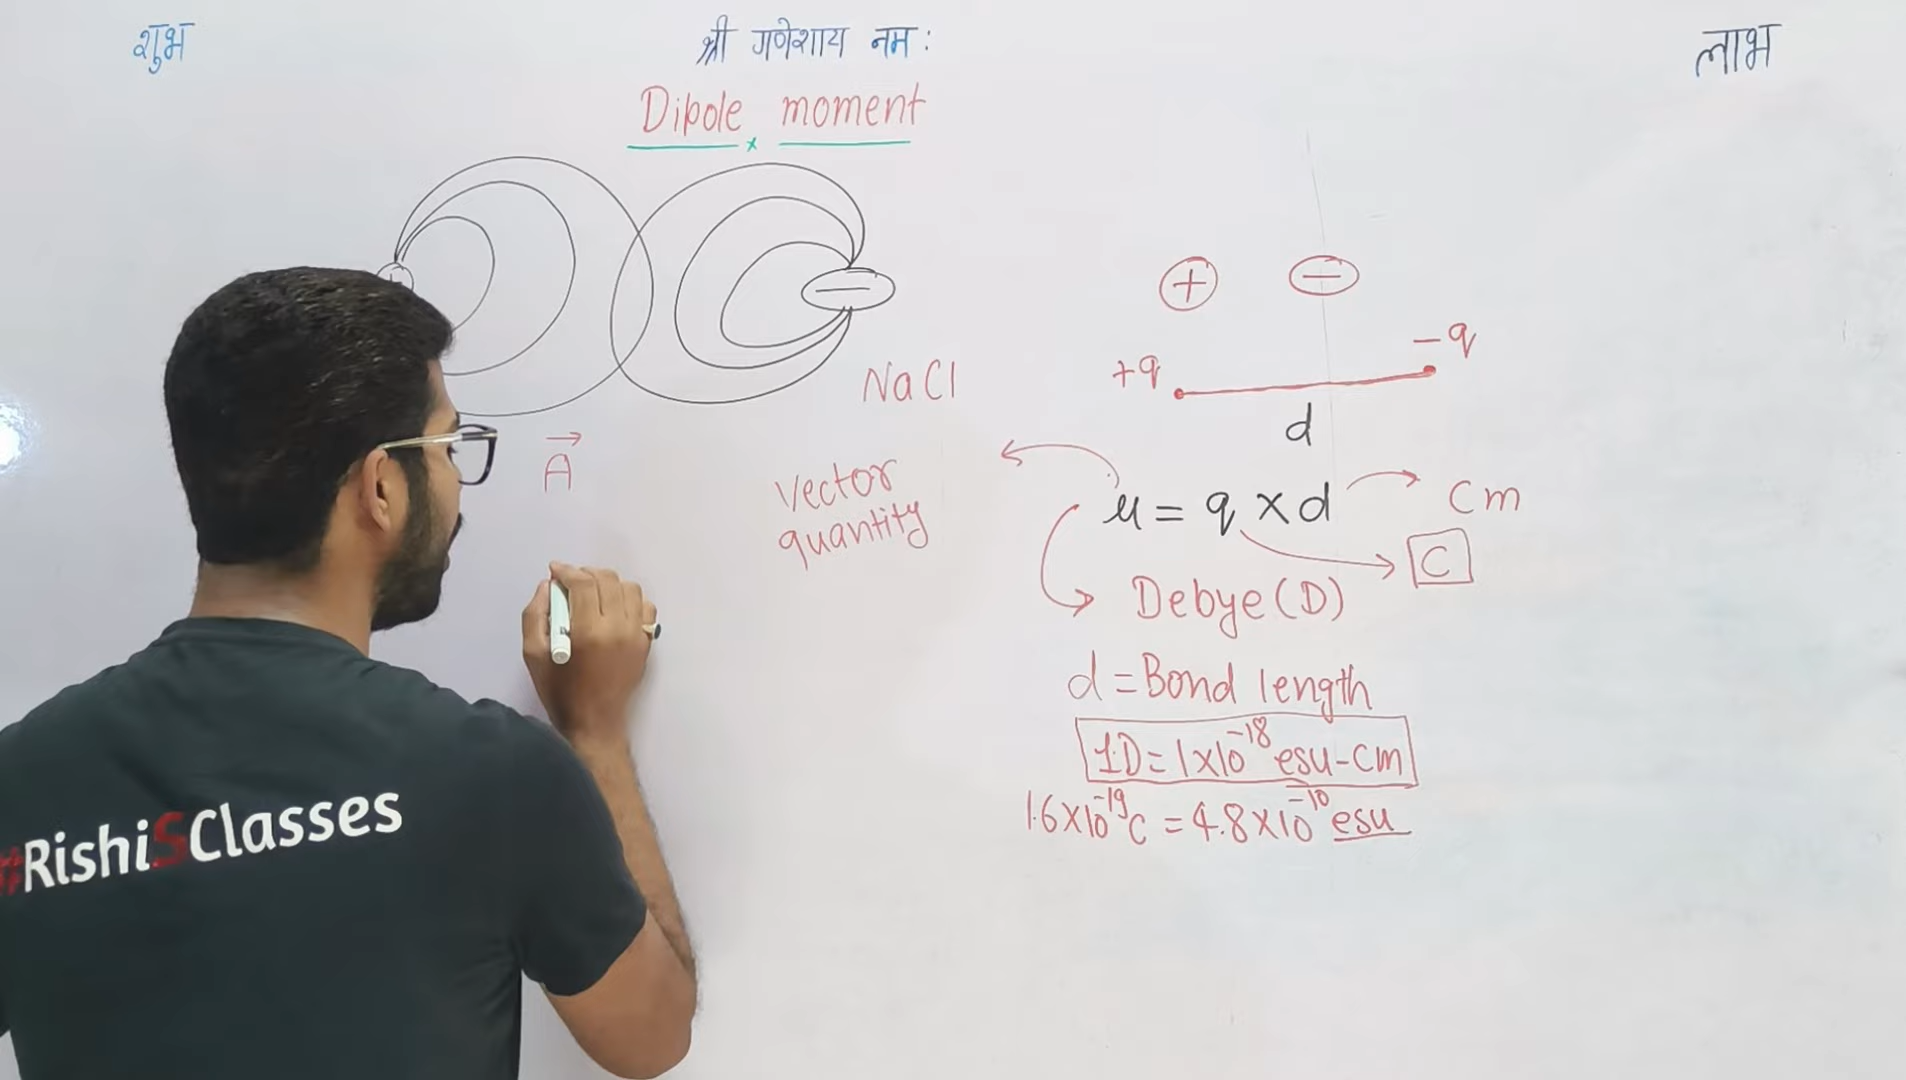 शुभ
श्री गणेशाय नमः
लाभ
Dipole moment
+
−
+
−
+q
−q
NaCl
d
A⃗
Vector
quantity
μ = q × d
Cm
C
Debye (D)
d = Bond length
1D = 1×10⁻¹⁸ esu-cm
1.6×10⁻¹⁹C = 4.8×10⁻¹⁰ esu
#RishiSClasses